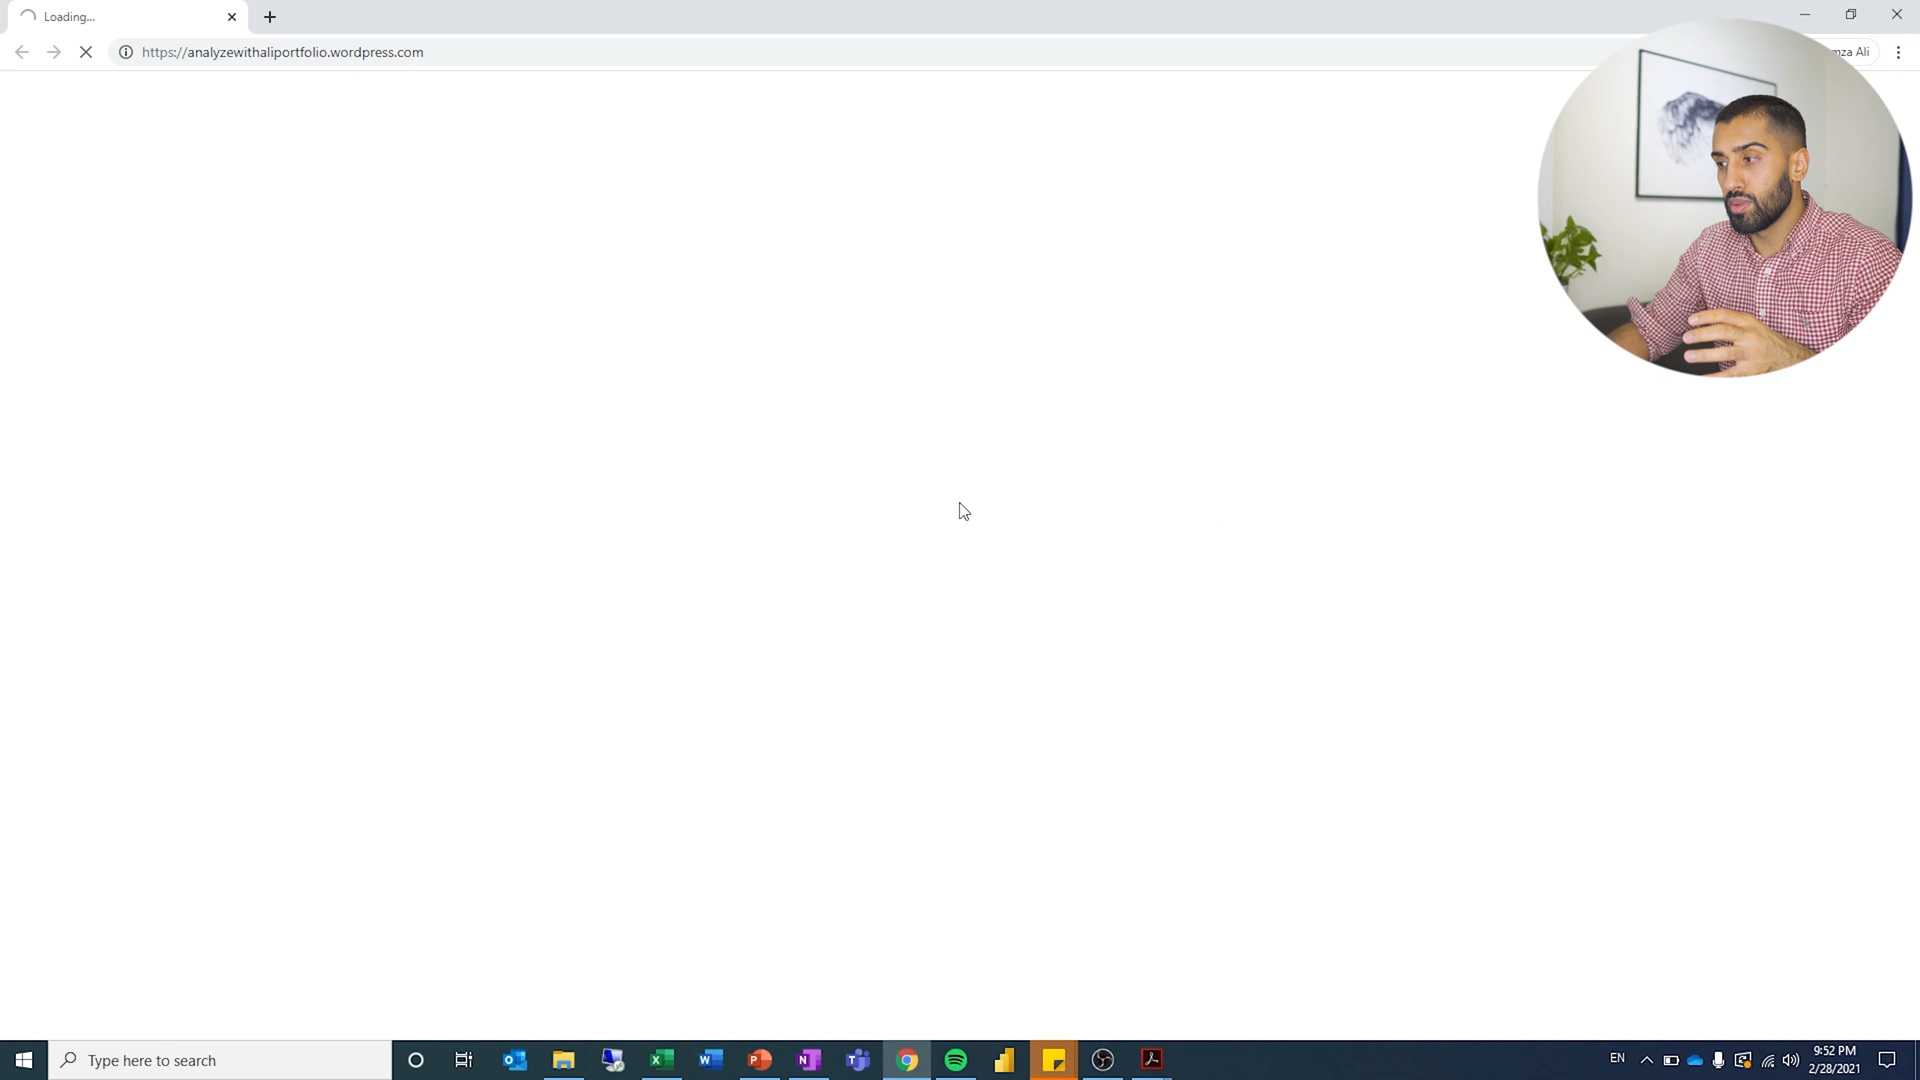 Loading...
https://analyzewithaliportfolio.wordpress.com
mza Ali
Type here to search
EN
9:52 PM
2/28/2021